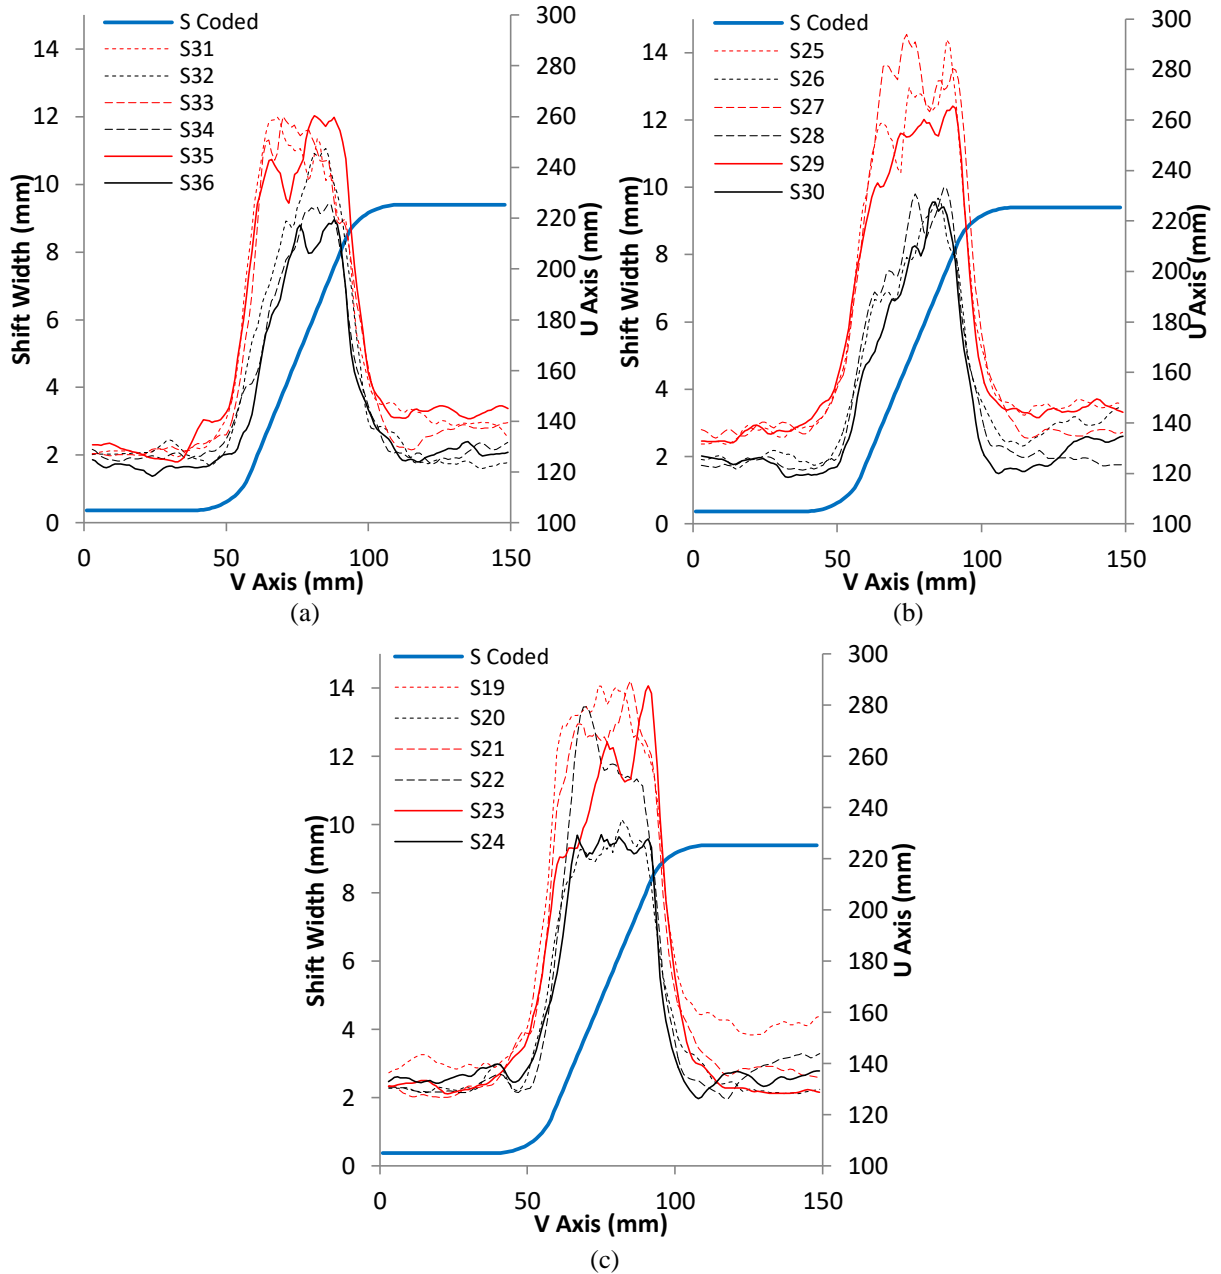 S Coded
S31
S32
S33
S34
S35
S36
14
12
10
8
6
4
2
0
Shift Width (mm)
300
280
260
240
220
200
180
160
140
120
100
U Axis (mm)
0 50 100 150
V Axis (mm)
(a)
S Coded
S25
S26
S27
S28
S29
S30
14
12
10
8
6
4
2
0
Shift Width (mm)
300
280
260
240
220
200
180
160
140
120
100
U Axis (mm)
0 50 100 150
V Axis (mm)
(b)
S Coded
S19
S20
S21
S22
S23
S24
14
12
10
8
6
4
2
0
Shift Width (mm)
300
280
260
240
220
200
180
160
140
120
100
U Axis (mm)
0 50 100 150
V Axis (mm)
(c)